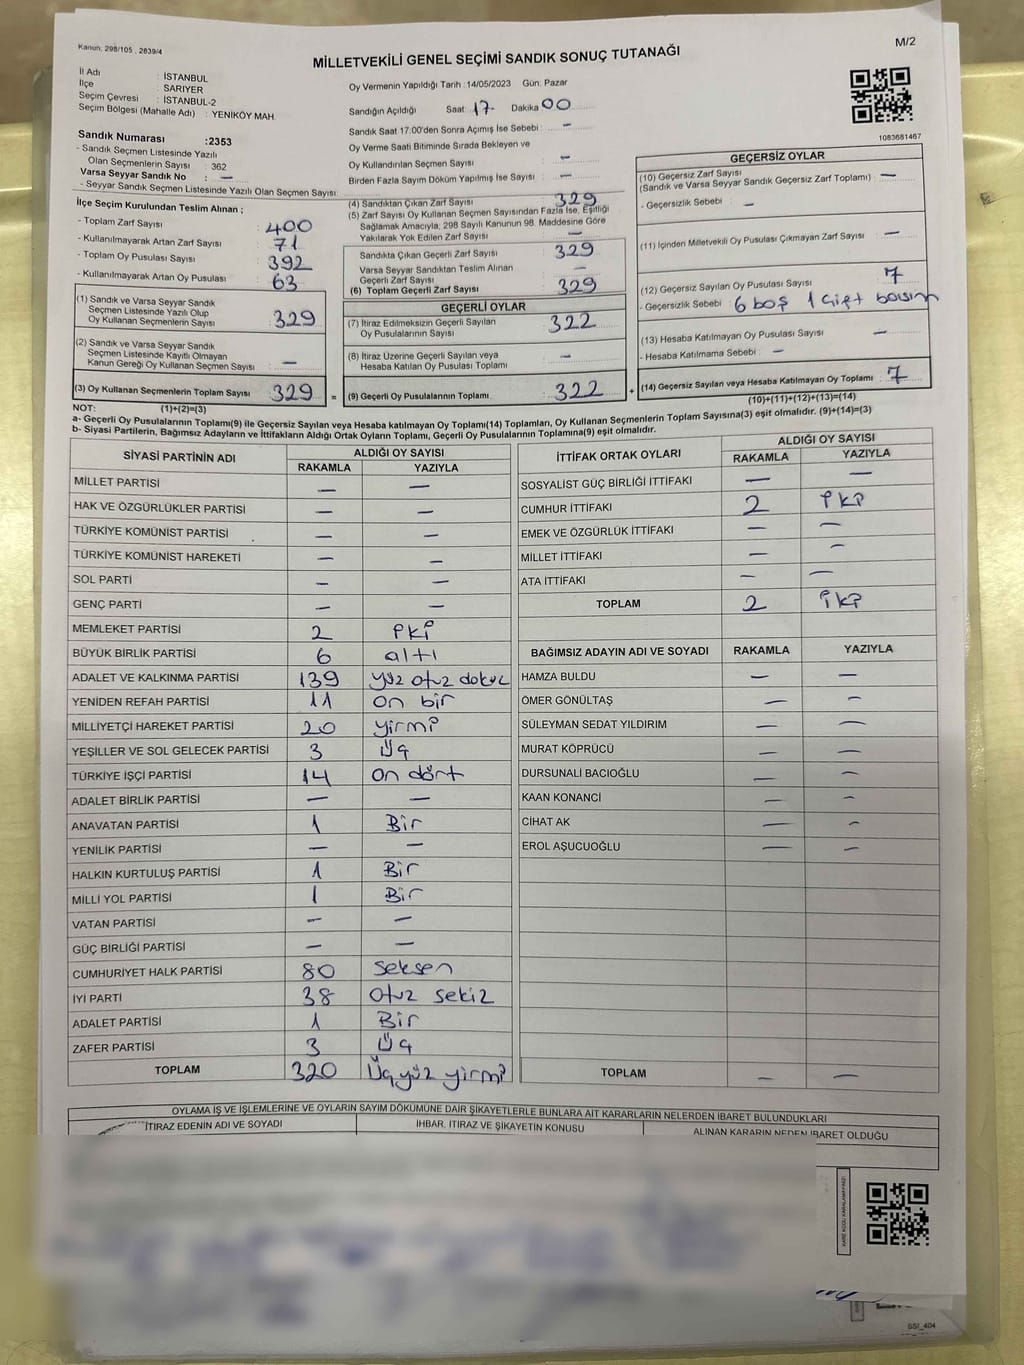 Kanun, 298/105 , 2839/4
M/2
MİLLETVEKİLİ GENEL SEÇİMİ SANDIK SONUÇ TUTANAĞI
İl Adı : İSTANBUL
İlçe : SARIYER
Seçim Çevresi : İSTANBUL-2
Seçim Bölgesi (Mahalle Adı) : YENİKÖY MAH.
Sandık Numarası :2353
- Sandık Seçmen Listesinde Yazılı
Olan Seçmenlerin Sayısı : 362
Varsa Seyyar Sandık No : —
- Seyyar Sandık Seçmen Listesinde Yazılı Olan Seçmen Sayısı:
Oy Vermenin Yapıldığı Tarih :14/05/2023 Gün: Pazar
Sandığın Açıldığı Saat :17 Dakika 00
Sandık Saat 17.00'den Sonra Açımış İse Sebebi : —
Oy Verme Saati Bitiminde Sırada Bekleyen ve
Oy Kullandırılan Seçmen Sayısı : —
Birden Fazla Sayım Döküm Yapılmış İse Sayısı : —
1083681467
İlçe Seçim Kurulundan Teslim Alınan ;
- Toplam Zarf Sayısı : 400
- Kullanılmayarak Artan Zarf Sayısı : 71
- Toplam Oy Pusulası Sayısı : 392
- Kullanılmayarak Artan Oy Pusulası : 63
(1) Sandık ve Varsa Seyyar Sandık
Seçmen Listesinde Yazılı Olup
Oy Kullanan Seçmenlerin Sayısı : 329
(2) Sandık ve Varsa Seyyar Sandık
Seçmen Listesinde Kayıtlı Olmayan
Kanun Gereği Oy Kullanan Seçmen Sayısı : —
(3) Oy Kullanan Seçmenlerin Toplam Sayısı : 329
(4) Sandıktan Çıkan Zarf Sayısı : 329
(5) Zarf Sayısı Oy Kullanan Seçmen Sayısından Fazla İse, Eşitliği
Sağlamak Amacıyla, 298 Sayılı Kanunun 98. Maddesine Göre
Yakılarak Yok Edilen Zarf Sayısı : —
Sandıkta Çıkan Geçerli Zarf Sayısı : 329
Varsa Seyyar Sandıktan Teslim Alınan
Geçerli Zarf Sayısı : —
(6) Toplam Geçerli Zarf Sayısı : 329
GEÇERLİ OYLAR
(7) İtiraz Edilmeksizin Geçerli Sayılan
Oy Pusulalarının Sayısı : 322
(8) İtiraz Üzerine Geçerli Sayılan veya
Hesaba Katılan Oy Pusulası Toplamı : —
= (9) Geçerli Oy Pusulalarının Toplamı : 322 +
GEÇERSİZ OYLAR
(10) Geçersiz Zarf Sayısı
(Sandık ve Varsa Seyyar Sandık Geçersiz Zarf Toplamı) : —
- Geçersizlik Sebebi : —
(11) İçinden Milletvekili Oy Pusulası Çıkmayan Zarf Sayısı : —
(12) Geçersiz Sayılan Oy Pusulası Sayısı : 7
- Geçersizlik Sebebi : 6 boş 1 Çift basım
(13) Hesaba Katılmayan Oy Pusulası Sayısı : —
- Hesaba Katılmama Sebebi : —
(14) Geçersiz Sayılan veya Hesaba Katılmayan Oy Toplamı : 7
(10)+(11)+(12)+(13)=(14)
NOT: (1)+(2)=(3)
a- Geçerli Oy Pusulalarının Toplamı(9) ile Geçersiz Sayılan veya Hesaba katılmayan Oy Toplamı(14) Toplamları, Oy Kullanan Seçmenlerin Toplam Sayısına(3) eşit olmalıdır. (9)+(14)=(3)
b- Siyasi Partilerin, Bağımsız Adayların ve İttifakların Aldığı Ortak Oyların Toplamı, Geçerli Oy Pusulalarının Toplamına(9) eşit olmalıdır.
SİYASİ PARTİNİN ADI ALDIĞI OY SAYISI
RAKAMLA YAZIYLA
MİLLET PARTİSİ — —
HAK VE ÖZGÜRLÜKLER PARTİSİ — —
TÜRKİYE KOMÜNİST PARTİSİ — —
TÜRKİYE KOMÜNİST HAREKETİ — —
SOL PARTİ — —
GENÇ PARTİ — —
MEMLEKET PARTİSİ 2 İki
BÜYÜK BİRLİK PARTİSİ 6 altı
ADALET VE KALKINMA PARTİSİ 139 yüz otuz dokuz
YENİDEN REFAH PARTİSİ 11 on bir
MİLLİYETÇİ HAREKET PARTİSİ 20 yirmi
YEŞİLLER VE SOL GELECEK PARTİSİ 3 Üç
TÜRKİYE İŞÇİ PARTİSİ 14 on dört
ADALET BİRLİK PARTİSİ — —
ANAVATAN PARTİSİ 1 Bir
YENİLİK PARTİSİ — —
HALKIN KURTULUŞ PARTİSİ 1 Bir
MİLLİ YOL PARTİSİ 1 Bir
VATAN PARTİSİ — —
GÜÇ BİRLİĞİ PARTİSİ — —
CUMHURİYET HALK PARTİSİ 80 Seksen
İYİ PARTİ 38 Otuz sekiz
ADALET PARTİSİ 1 Bir
ZAFER PARTİSİ 3 Üç
TOPLAM 320 Üçyüz yirmi
İTTİFAK ORTAK OYLARI ALDIĞI OY SAYISI
RAKAMLA YAZIYLA
SOSYALİST GÜÇ BİRLİĞİ İTTİFAKI — —
CUMHUR İTTİFAKI 2 İki
EMEK VE ÖZGÜRLÜK İTTİFAKI — —
MİLLET İTTİFAKI — —
ATA İTTİFAKI — —
TOPLAM 2 İki
BAĞIMSIZ ADAYIN ADI VE SOYADI RAKAMLA YAZIYLA
HAMZA BULDU — —
ÖMER GÖNÜLTAŞ — —
SÜLEYMAN SEDAT YILDIRIM — —
MURAT KÖPRÜCÜ — —
DURSUNALİ BACIOĞLU — —
KAAN KONANCİ — —
CİHAT AK — —
EROL AŞUCUOĞLU — —
TOPLAM — —
OYLAMA İŞ VE İŞLEMLERİNE VE OYLARIN SAYIM DÖKÜMÜNE DAİR ŞİKAYETLERLE BUNLARA AİT KARARLARIN NELERDEN İBARET BULUNDUKLARI
İTİRAZ EDENİN ADI VE SOYADI İHBAR, İTİRAZ VE ŞİKAYETİN KONUSU ALINAN KARARIN NEDEN İBARET OLDUĞU
SSI_404